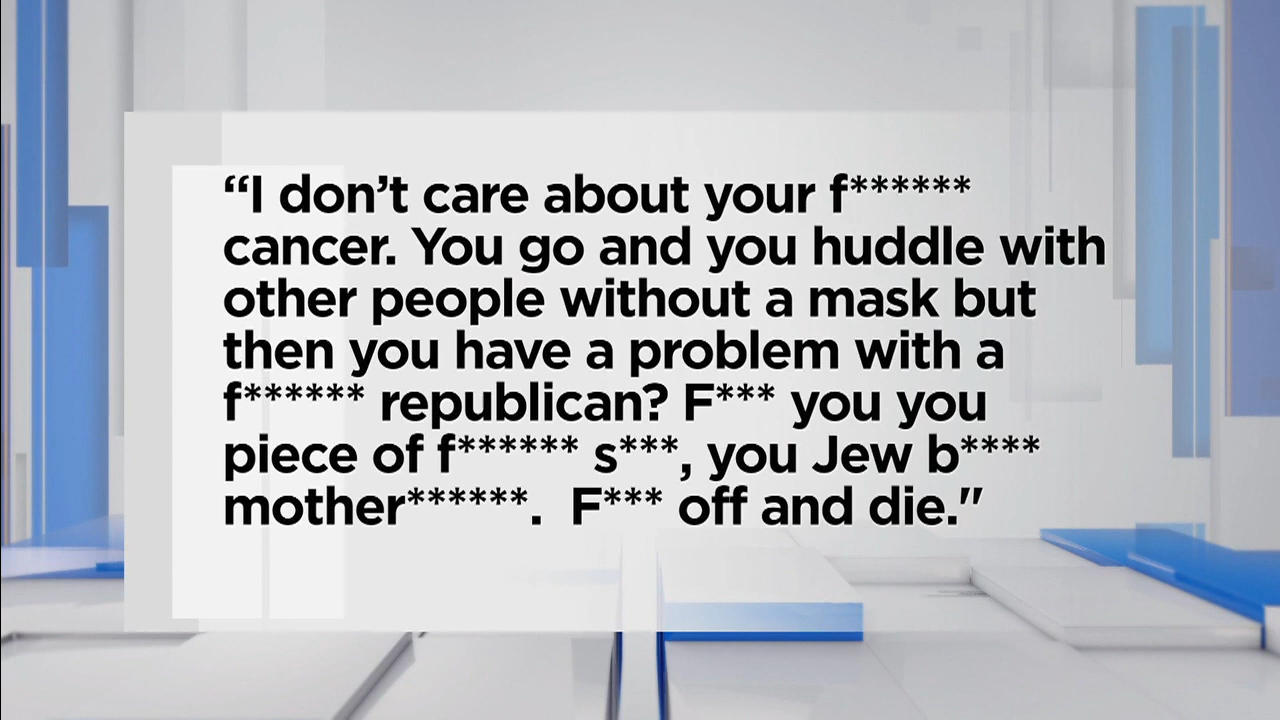 “I don’t care about your f******
cancer. You go and you huddle with
other people without a mask but
then you have a problem with a
f****** republican? F*** you you
piece of f****** s***, you Jew b****
mother******.  F*** off and die."